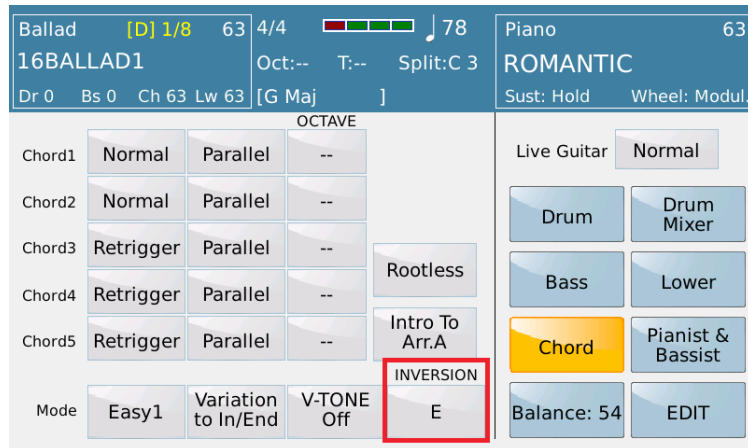 Ballad [D] 1/8 63
16BALLAD1
Dr 0 Bs 0 Ch 63 Lw 63
4/4 78
Oct:-- T:-- Split:C 3
[G Maj ]
Piano 63
ROMANTIC
Sust: Hold Wheel: Modul.
OCTAVE
Chord1 Normal Parallel --
Chord2 Normal Parallel --
Chord3 Retrigger Parallel --
Rootless
Chord4 Retrigger Parallel --
Chord5 Retrigger Parallel --
Intro To
Arr.A
INVERSION
Mode Easy1
Variation
to In/End
V-TONE
Off
E
Live Guitar Normal
Drum
Drum
Mixer
Bass Lower
Chord
Pianist &
Bassist
Balance: 54 EDIT